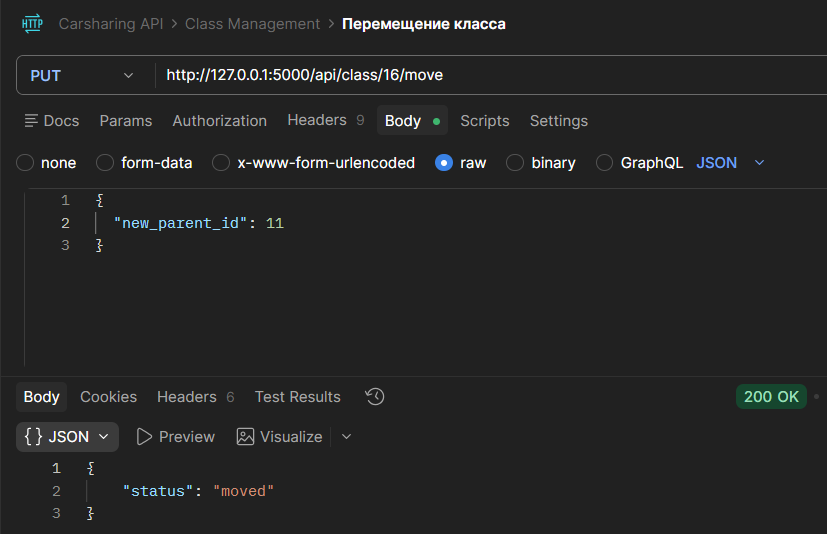 HTTP Carsharing API > Class Management > Перемещение класса
PUT http://127.0.0.1:5000/api/class/16/move
Docs Params Authorization Headers 9 Body Scripts Settings
none form-data x-www-form-urlencoded raw binary GraphQL JSON
1 {
2 "new_parent_id": 11
3 }
Body Cookies Headers 6 Test Results 200 OK
{} JSON Preview Visualize
1 {
2 "status": "moved"
3 }